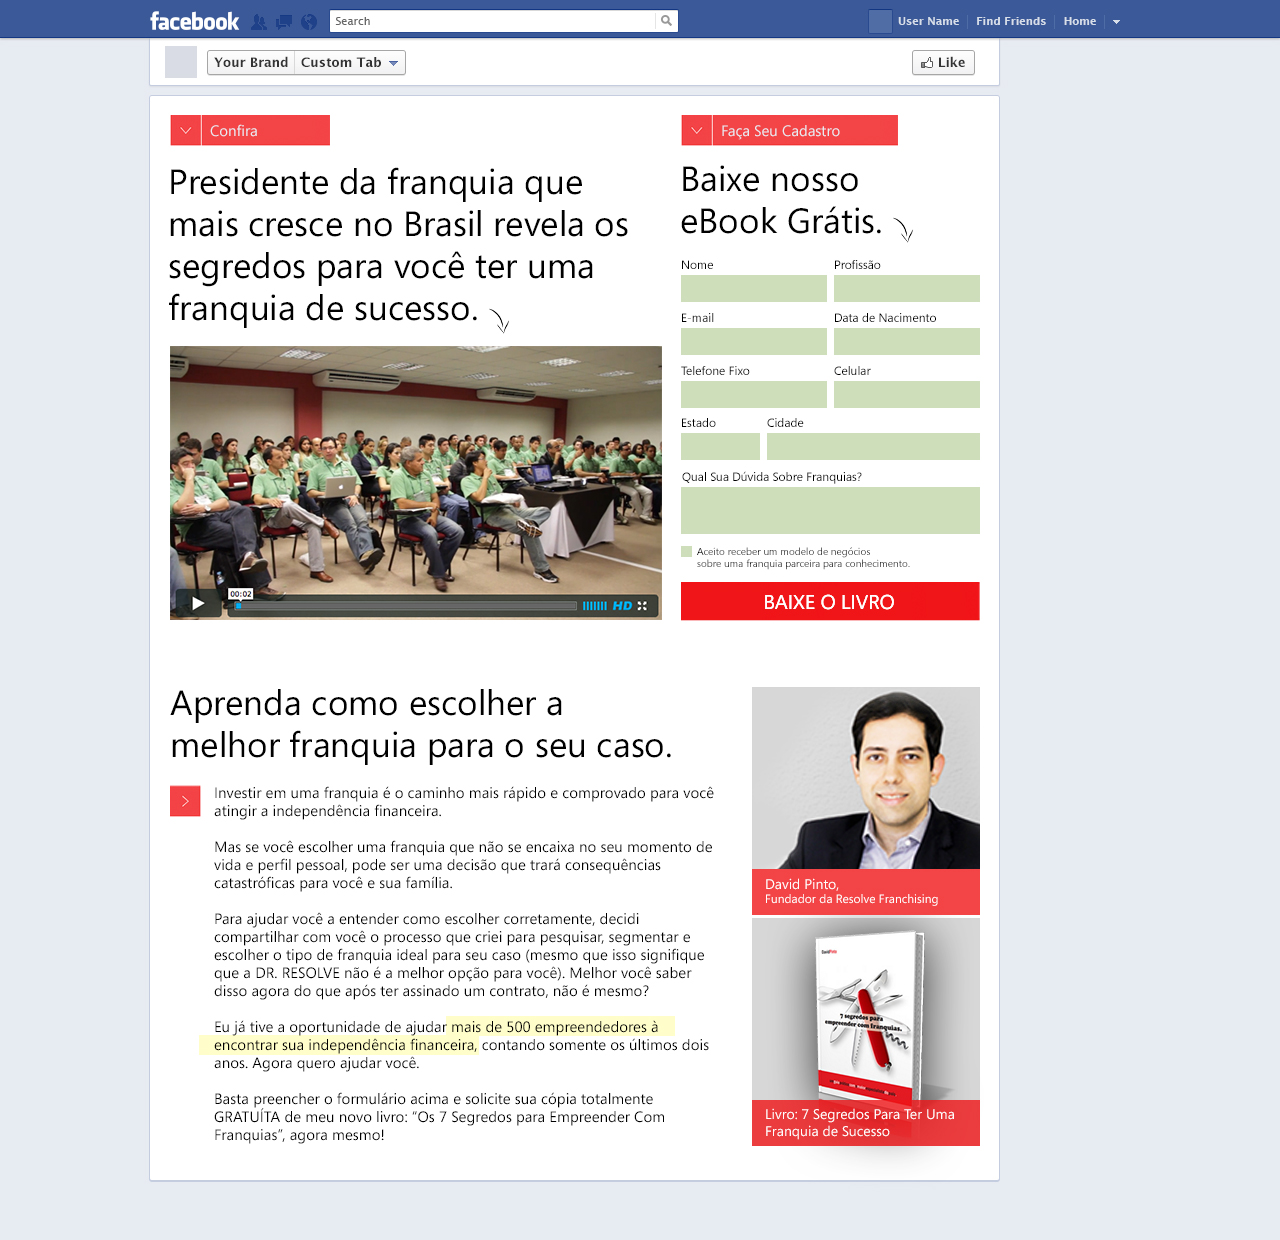 facebook
Search
User Name
Find Friends
Home
Your Brand
Custom Tab
Like
Confira
Presidente da franquia que
mais cresce no Brasil revela os
segredos para você ter uma
franquia de sucesso.
00:02
HD
Faça Seu Cadastro
Baixe nosso
eBook Grátis.
Nome
Profissão
E-mail
Data de Nacimento
Telefone Fixo
Celular
Estado
Cidade
Qual Sua Dúvida Sobre Franquias?
Aceito receber um modelo de negócios
sobre uma franquia parceira para conhecimento.
BAIXE O LIVRO
Aprenda como escolher a
melhor franquia para o seu caso.
Investir em uma franquia é o caminho mais rápido e comprovado para você
atingir a independência financeira.
Mas se você escolher uma franquia que não se encaixa no seu momento de
vida e perfil pessoal, pode ser uma decisão que trará consequências
catastróficas para você e sua família.
Para ajudar você a entender como escolher corretamente, decidi
compartilhar com você o processo que criei para pesquisar, segmentar e
escolher o tipo de franquia ideal para seu caso (mesmo que isso signifique
que a DR. RESOLVE não é a melhor opção para você). Melhor você saber
disso agora do que após ter assinado um contrato, não é mesmo?
Eu já tive a oportunidade de ajudar mais de 500 empreendedores à
encontrar sua independência financeira, contando somente os últimos dois
anos. Agora quero ajudar você.
Basta preencher o formulário acima e solicite sua cópia totalmente
GRATUÍTA de meu novo livro: “Os 7 Segredos para Empreender Com
Franquias”, agora mesmo!
David Pinto,
Fundador da Resolve Franchising
DavidPinto
7 segredos para
empreender com franquias.
Livro: 7 Segredos Para Ter Uma
Franquia de Sucesso